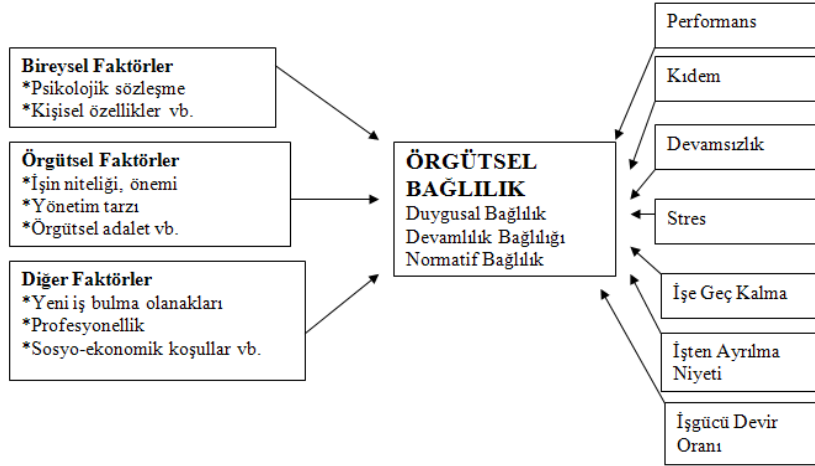 Bireysel Faktörler
*Psikolojik sözleşme
*Kişisel özellikler vb.
Örgütsel Faktörler
*İşin niteliği, önemi
*Yönetim tarzı
*Örgütsel adalet vb.
Diğer Faktörler
*Yeni iş bulma olanakları
*Profesyonellik
*Sosyo-ekonomik koşullar vb.
ÖRGÜTSEL
BAĞLILIK
Duygusal Bağlılık
Devamlılık Bağlılığı
Normatif Bağlılık
Performans
Kıdem
Devamsızlık
Stres
İşe Geç Kalma
İşten Ayrılma
Niyeti
İşgücü Devir
Oranı